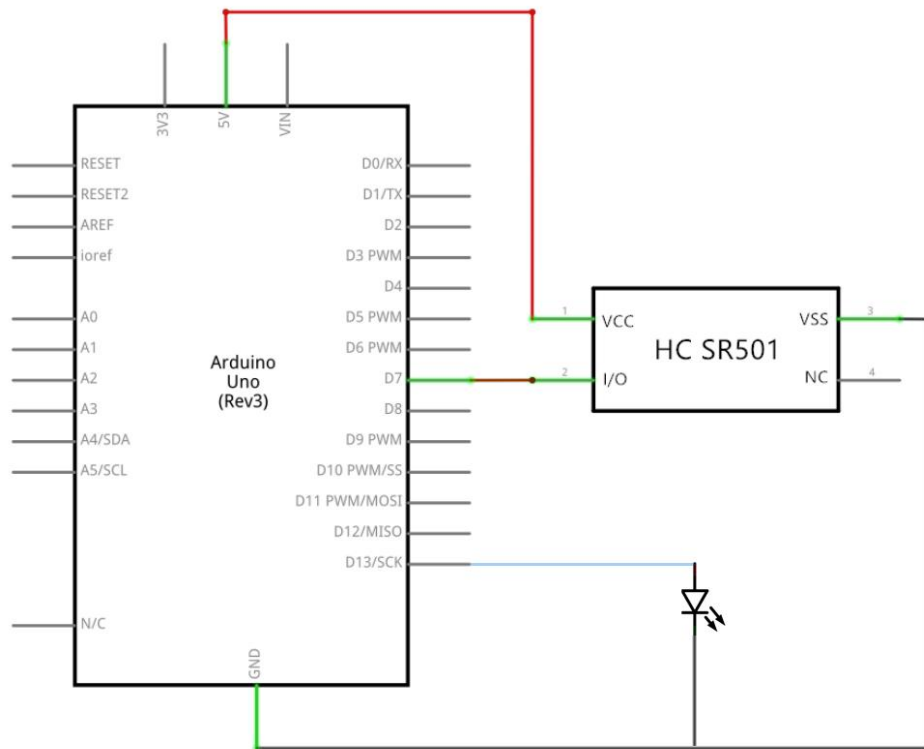 3V3
5V
VIN
RESET
RESET2
AREF
ioref
A0
A1
A2
A3
A4/SDA
A5/SCL
N/C
Arduino
Uno
(Rev3)
D0/RX
D1/TX
D2
D3 PWM
D4
D5 PWM
D6 PWM
D7
D8
D9 PWM
D10 PWM/SS
D11 PWM/MOSI
D12/MISO
D13/SCK
GND
1
VCC
2
I/O
HC SR501
VSS
3
NC
4